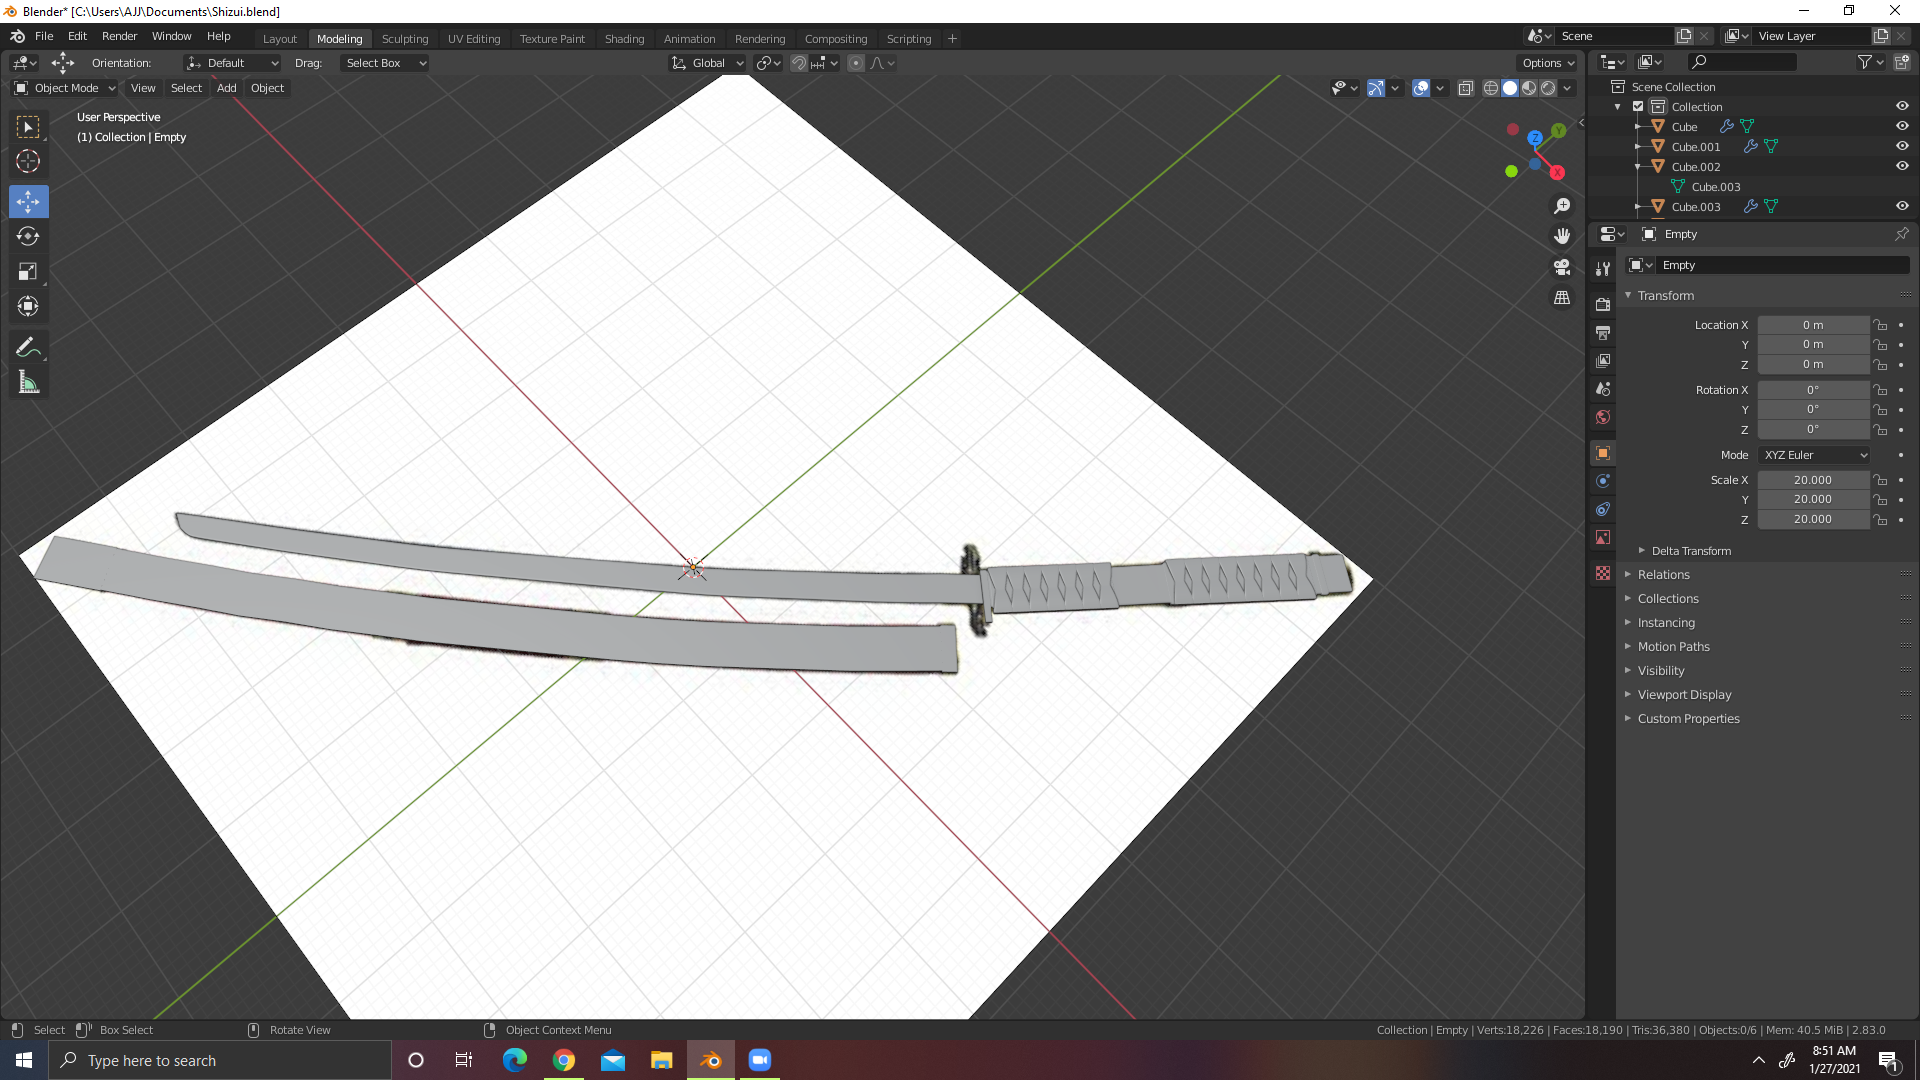 Blender* [C:\Users\AJJ\Documents\Shizui.blend]
File Edit Render Window Help Layout Modeling Sculpting UV Editing Texture Paint Shading Animation Rendering Compositing Scripting + Scene View Layer
Orientation: Default Drag: Select Box Global Options
Object Mode View Select Add Object
User Perspective
(1) Collection | Empty
Z Y X
Scene Collection
Collection
Cube
Cube.001
Cube.002
Cube.003
Cube.003
Empty
Empty
Transform
Location X 0 m
Y 0 m
Z 0 m
Rotation X 0°
Y 0°
Z 0°
Mode XYZ Euler
Scale X 20.000
Y 20.000
Z 20.000
Delta Transform
Relations
Collections
Instancing
Motion Paths
Visibility
Viewport Display
Custom Properties
Select Box Select Rotate View Object Context Menu Collection | Empty | Verts:18,226 | Faces:18,190 | Tris:36,380 | Objects:0/6 | Mem: 40.5 MiB | 2.83.0
Type here to search
8:51 AM
1/27/2021
1